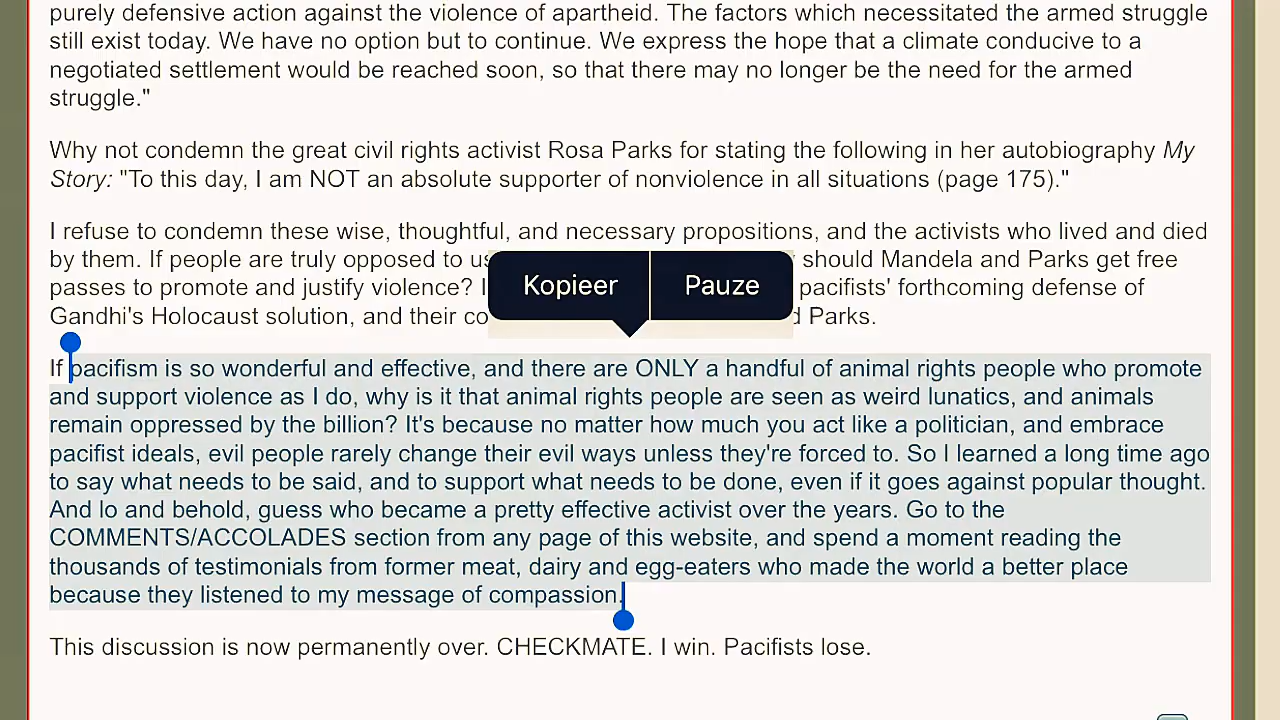 purely defensive action against the violence of apartheid. The factors which necessitated the armed struggle
still exist today. We have no option but to continue. We express the hope that a climate conducive to a
negotiated settlement would be reached soon, so that there may no longer be the need for the armed
struggle."
Why not condemn the great civil rights activist Rosa Parks for stating the following in her autobiography My
Story: "To this day, I am NOT an absolute supporter of nonviolence in all situations (page 175)."
I refuse to condemn these wise, thoughtful, and necessary propositions, and the activists who lived and died
by them. If people are truly opposed to should Mandela and Parks get free
passes to promote and justify violence? I pacifists' forthcoming defense of
Gandhi's Holocaust solution, and their Parks.
Kopieer Pauze
If pacifism is so wonderful and effective, and there are ONLY a handful of animal rights people who promote
and support violence as I do, why is it that animal rights people are seen as weird lunatics, and animals
remain oppressed by the billion? It's because no matter how much you act like a politician, and embrace
pacifist ideals, evil people rarely change their evil ways unless they're forced to. So I learned a long time ago
to say what needs to be said, and to support what needs to be done, even if it goes against popular thought.
And lo and behold, guess who became a pretty effective activist over the years. Go to the
COMMENTS/ACCOLADES section from any page of this website, and spend a moment reading the
thousands of testimonials from former meat, dairy and egg-eaters who made the world a better place
because they listened to my message of compassion.
This discussion is now permanently over. CHECKMATE. I win. Pacifists lose.